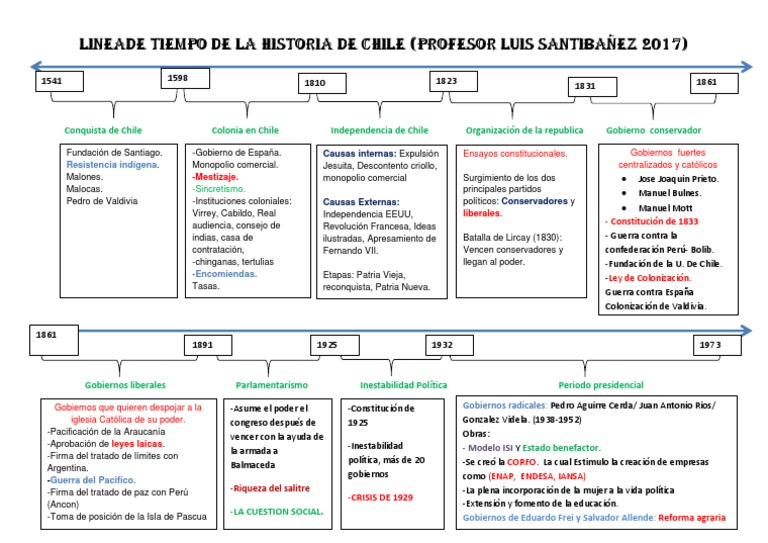 LINEADE TIEMPO DE LA HISTORIA DE CHILE (PROFESOR LUIS SANTIBAÑEZ 2017)
1541
1598
1810
1823
1831
1861
Conquista de Chile
Fundación de Santiago.
Resistencia indígena.
Malones.
Malocas.
Pedro de Valdivia
Colonia en Chile
-Gobierno de España.
Monopolio comercial.
-Mestizaje.
-Sincretismo.
-Instituciones coloniales:
Virrey, Cabildo, Real
audiencia, consejo de
indias, casa de
contratación,
-chinganas, tertulias
-Encomiendas.
Tasas.
Independencia de Chile
Causas internas: Expulsión
Jesuita, Descontento criollo,
monopolio comercial
Causas Externas:
Independencia EEUU,
Revolución Francesa, Ideas
ilustradas, Apresamiento de
Fernando VII.
Etapas: Patria Vieja,
reconquista, Patria Nueva.
Organización de la republica
Ensayos constitucionales.
Surgimiento de los dos
principales partidos
políticos: Conservadores y
liberales.
Batalla de Lircay (1830):
Vencen conservadores y
llegan al poder.
Gobierno conservador
Gobiernos fuertes
centralizados y católicos
• Jose Joaquin Prieto.
• Manuel Bulnes.
• Manuel Mott
- Constitución de 1833
- Guerra contra la
confederación Perú- Bolib.
-Fundación de la U. De Chile.
-Ley de Colonización.
Guerra contra España
Colonización de Valdivia.
1861
1891
1925
1932
1973
Gobiernos liberales
Gobiernos que quieren despojar a la
iglesia Católica de su poder.
-Pacificación de la Araucanía
-Aprobación de leyes laicas.
-Firma del tratado de límites con
Argentina.
-Guerra del Pacifico.
-Firma del tratado de paz con Perú
(Ancon)
-Toma de posición de la Isla de Pascua
Parlamentarismo
-Asume el poder el
congreso después de
vencer con la ayuda de
la armada a
Balmaceda
-Riqueza del salitre
-LA CUESTION SOCIAL.
Inestabilidad Política
-Constitución de
1925
-Inestabilidad
política, más de 20
gobiernos
-CRISIS DE 1929
Periodo presidencial
Gobiernos radicales: Pedro Aguirre Cerda/ Juan Antonio Rios/
Gonzalez Videla. (1938-1952)
Obras:
- Modelo ISI Y Estado benefactor.
-Se creó la CORFO. La cual Estimulo la creación de empresas
como (ENAP, ENDESA, IANSA)
-La plena incorporación de la mujer a la vida política
-Extensión y fomento de la educación.
Gobiernos de Eduardo Frei y Salvador Allende: Reforma agraria